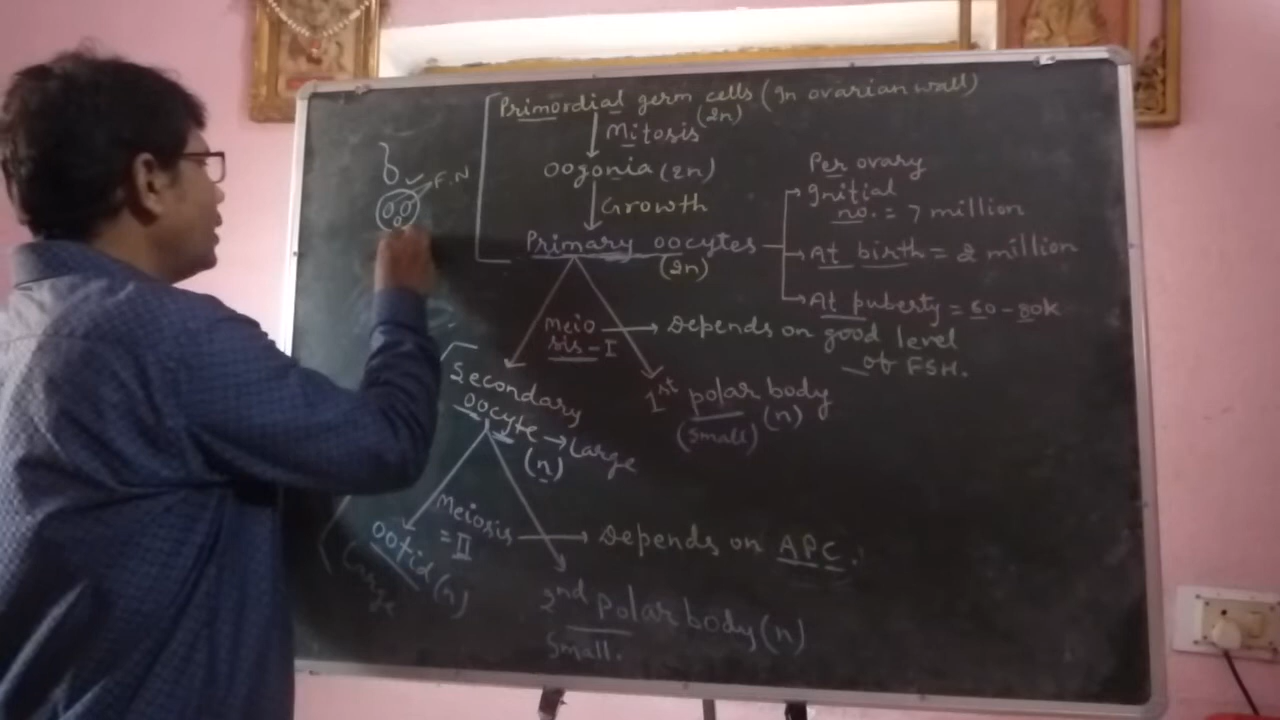 Primordial germ cells (In ovarian wall)
(2n)
Mitosis
Oogonia (2n)
Growth
Primary oocytes
(2n)
F.N
Per ovary
Initial
no. = 7 million
At birth = 2 million
At puberty = 60-80k
Meio
sis-I
Depends on good level
of FSH.
Secondary
oocyte → Large
(n)
1st polar body
(small) (n)
Meiosis
=II
Depends on APC.
Ootid (n)
Large
2nd polar body (n)
Small.